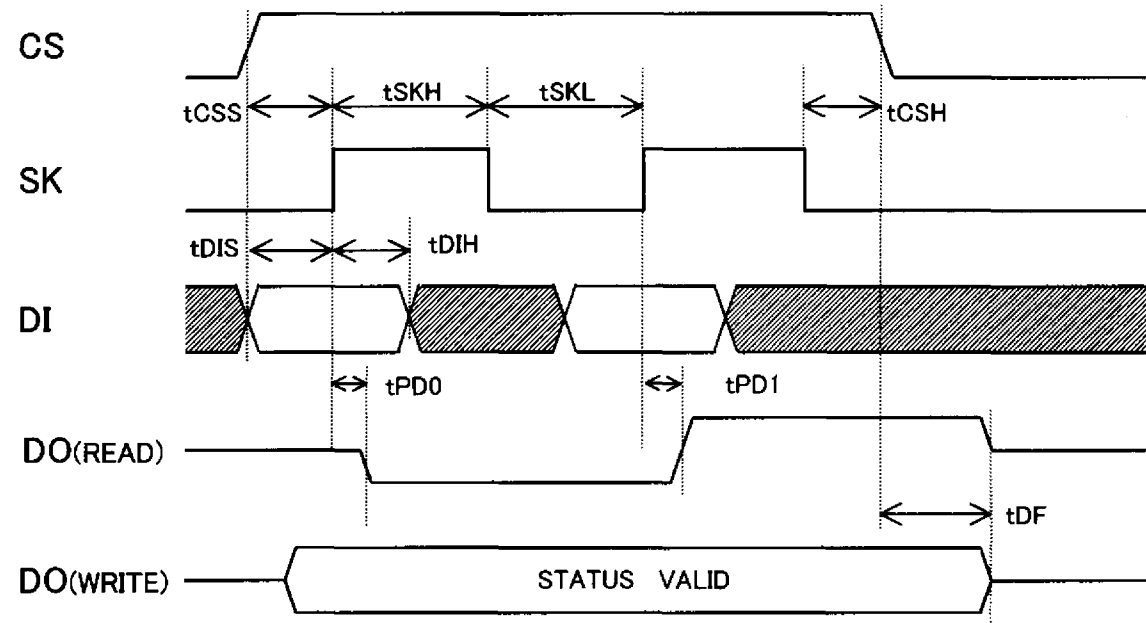 CS
tCSS tSKH tSKL tCSH
SK
tDIS tDIH
DI
tPD0 tPD1
DO(READ)
tDF
DO(WRITE) STATUS VALID